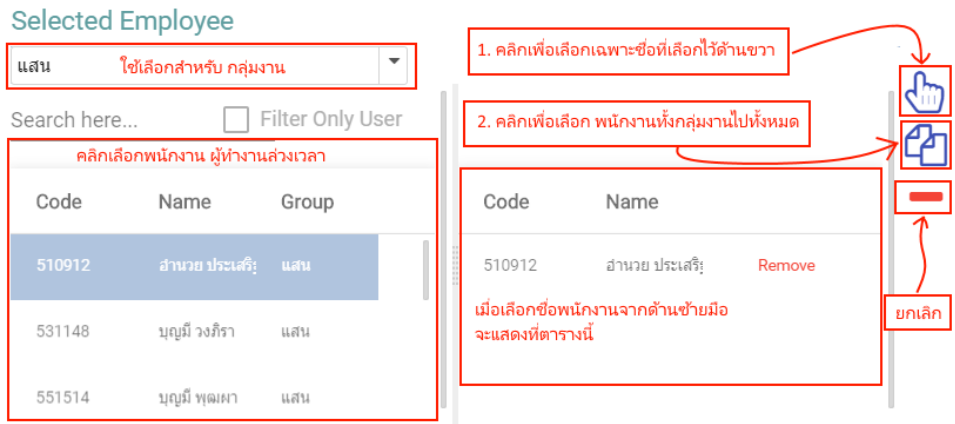 Selected Employee
แสน
ใช้เลือกสำหรับ กลุ่มงาน
Search here...
Filter Only User
คลิกเลือกพนักงาน ผู้ทำงานล่วงเวลา
Code Name Group
510912 อำนวย ประเสริฐ แสน
531148 บุญมี วงภิรา แสน
551514 บุญมี พุฒผา แสน
1. คลิกเพื่อเลือกเฉพาะชื่อที่เลือกไว้ด้านขวา
2. คลิกเพื่อเลือก พนักงานทั้งกลุ่มงานไปทั้งหมด
Code Name
510912 อำนวย ประเสริฐ Remove
เมื่อเลือกชื่อพนักงานจากด้านซ้ายมือ
จะแสดงที่ตารางนี้
ยกเลิก